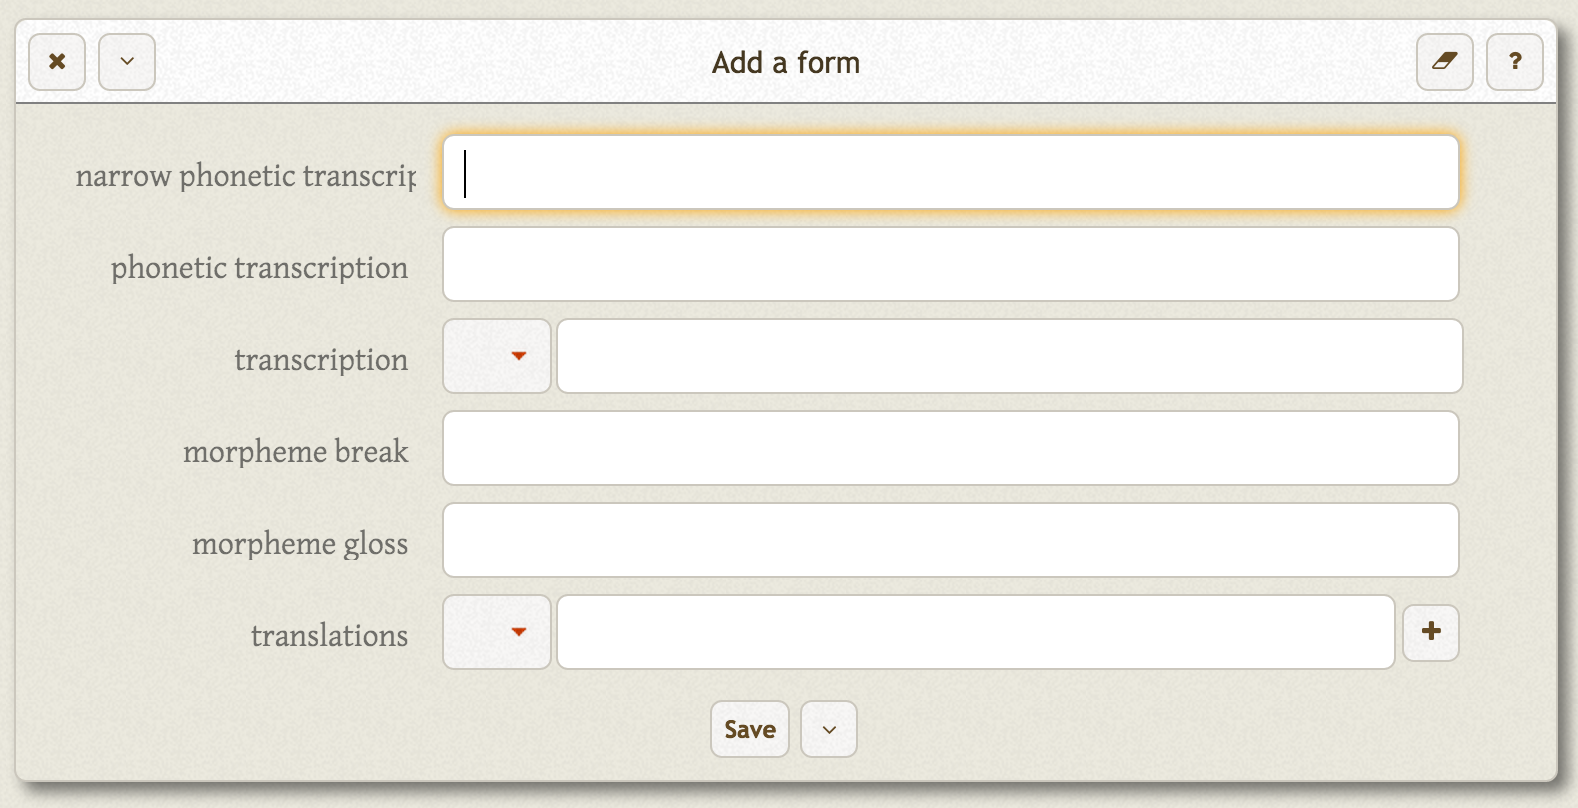 Add a form
?
narrow phonetic transcrip
phonetic transcription
transcription
morpheme break
morpheme gloss
translations
Save